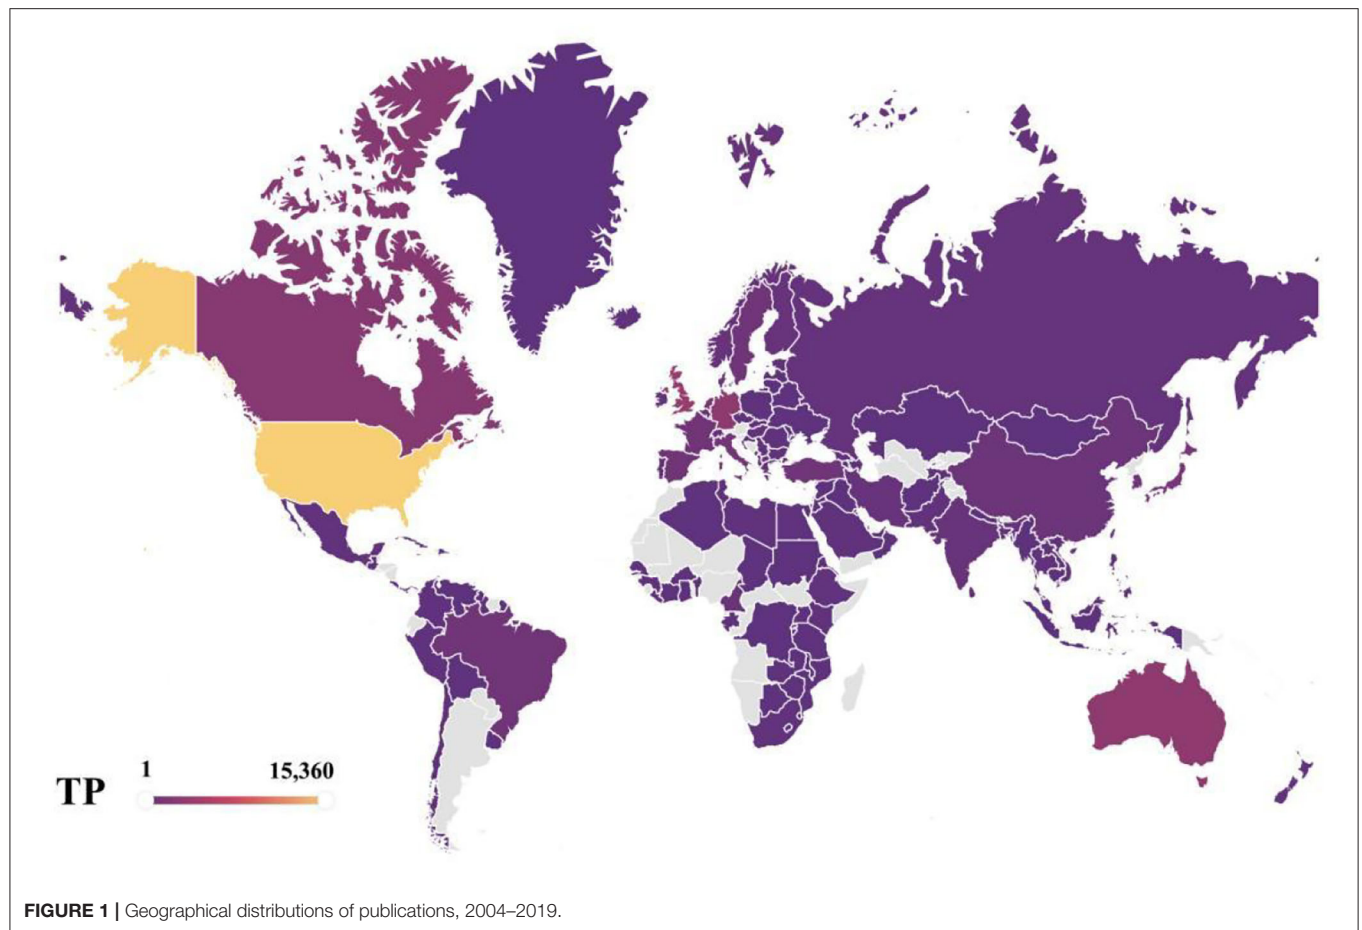 1
15,360
TP
FIGURE 1 | Geographical distributions of publications, 2004–2019.